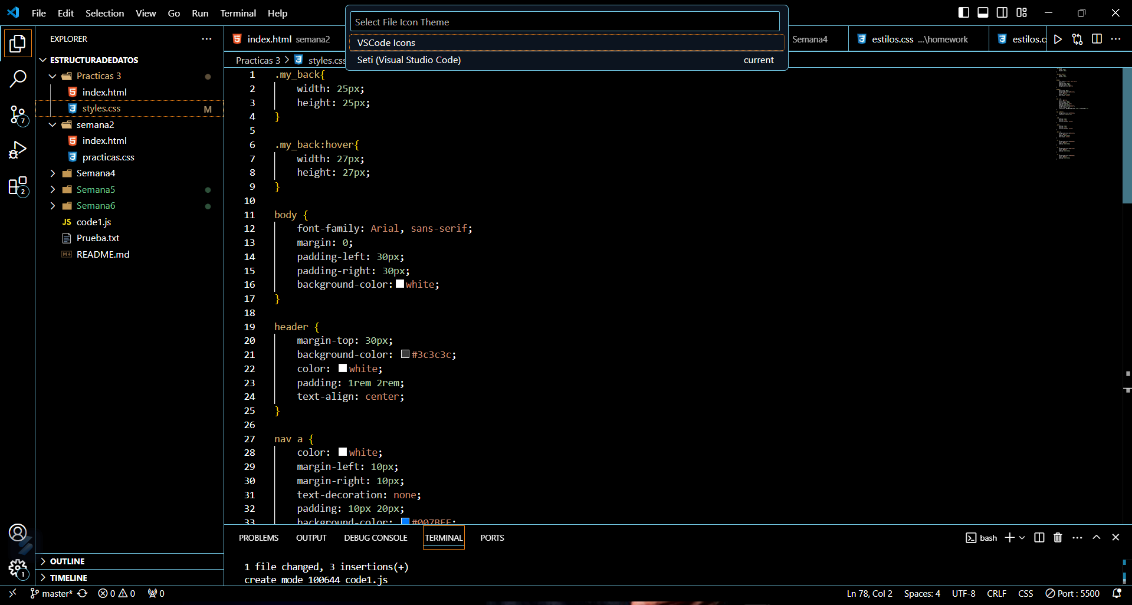 File Edit Selection View Go Run Terminal Help
Select File Icon Theme
VSCode Icons
Seti (Visual Studio Code) current
EXPLORER
ESTRUCTURADEDATOS
Practicas 3
index.html
styles.css M
semana2
index.html
practicas.css
Semana4
Semana5
Semana6
JS code1.js
Prueba.txt
README.md
OUTLINE
TIMELINE
7
2
1
index.html semana2
Semana4
estilos.css ...\homework
estilos.c
Practicas 3 > styles.css
1 .my_back{
2 width: 25px;
3 height: 25px;
4 }
5
6 .my_back:hover{
7 width: 27px;
8 height: 27px;
9 }
10
11 body {
12 font-family: Arial, sans-serif;
13 margin: 0;
14 padding-left: 30px;
15 padding-right: 30px;
16 background-color: white;
17 }
18
19 header {
20 margin-top: 30px;
21 background-color: #3c3c3c;
22 color: white;
23 padding: 1rem 2rem;
24 text-align: center;
25 }
26
27 nav a {
28 color: white;
29 margin-left: 10px;
30 margin-right: 10px;
31 text-decoration: none;
32 padding: 10px 20px;
33 background-color: #007BFF;
PROBLEMS OUTPUT DEBUG CONSOLE TERMINAL PORTS
bash
1 file changed, 3 insertions(+)
create mode 100644 code1.js
master* 0 0 0
Ln 78, Col 2 Spaces: 4 UTF-8 CRLF CSS Port : 5500